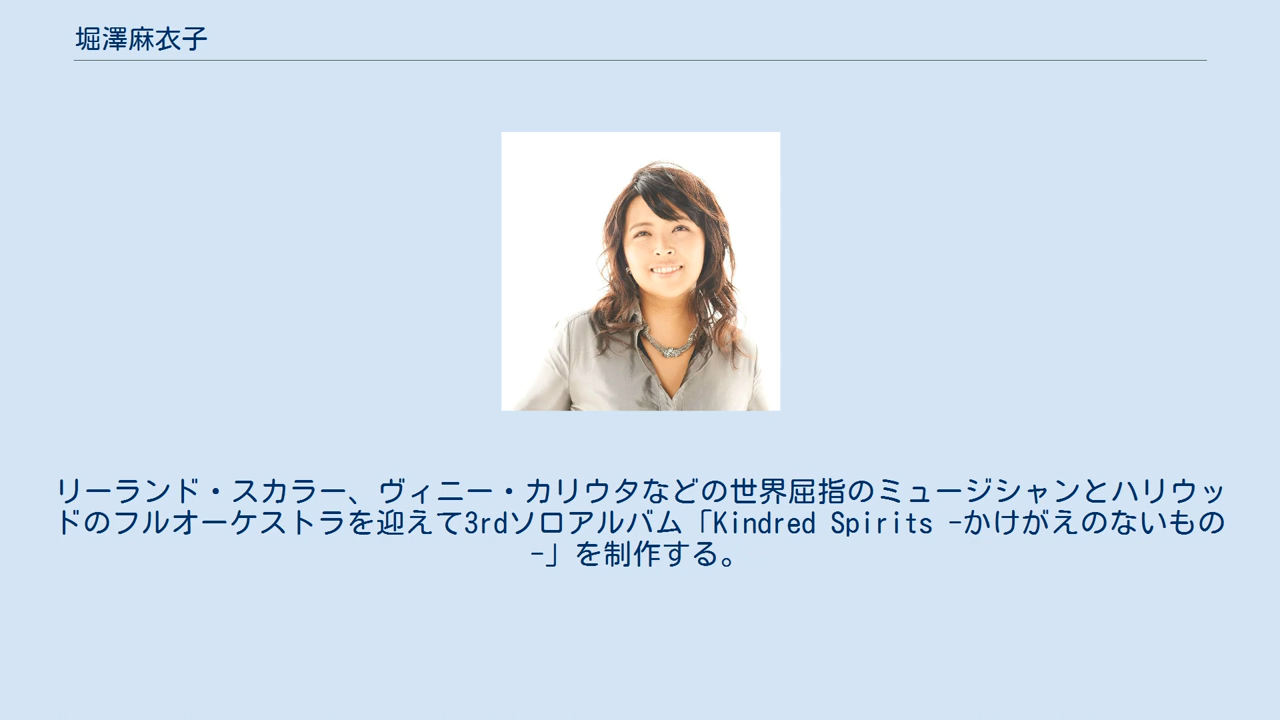 堀澤麻衣子
リーランド・スカラー、ヴィニー・カリウタなどの世界屈指のミュージシャンとハリウッ
ドのフルオーケストラを迎えて3rdソロアルバム「Kindred Spirits -かけがえのないもの
-」を制作する。